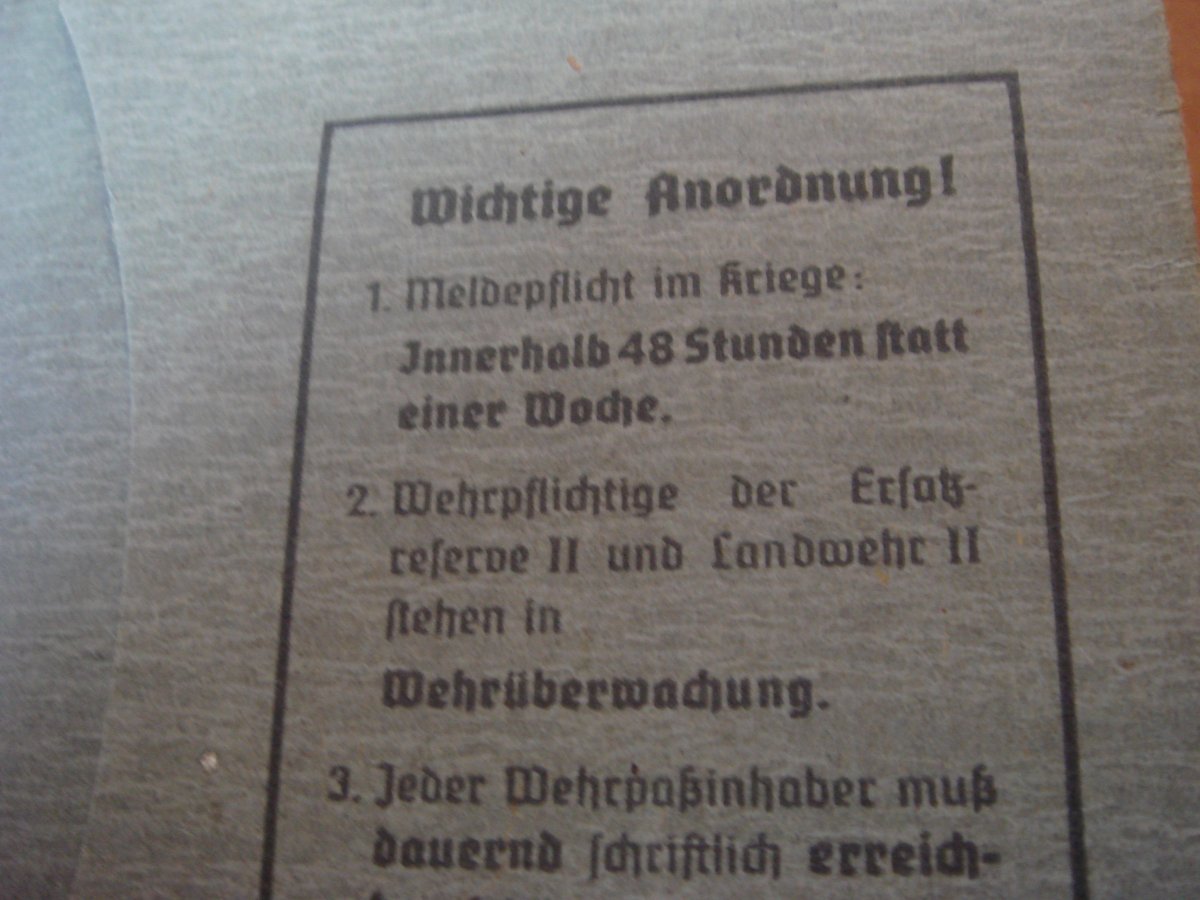 Wichtige Anordnung!
1. Meldepflicht im Kriege:
Innerhalb 48 Stunden statt
einer Woche.
2. Wehrpflichtige der Ersatz-
reserve II und Landwehr II
stehen in
Wehrüberwachung.
3. Jeder Wehrpaßinhaber muß
dauernd schriftlich erreich-